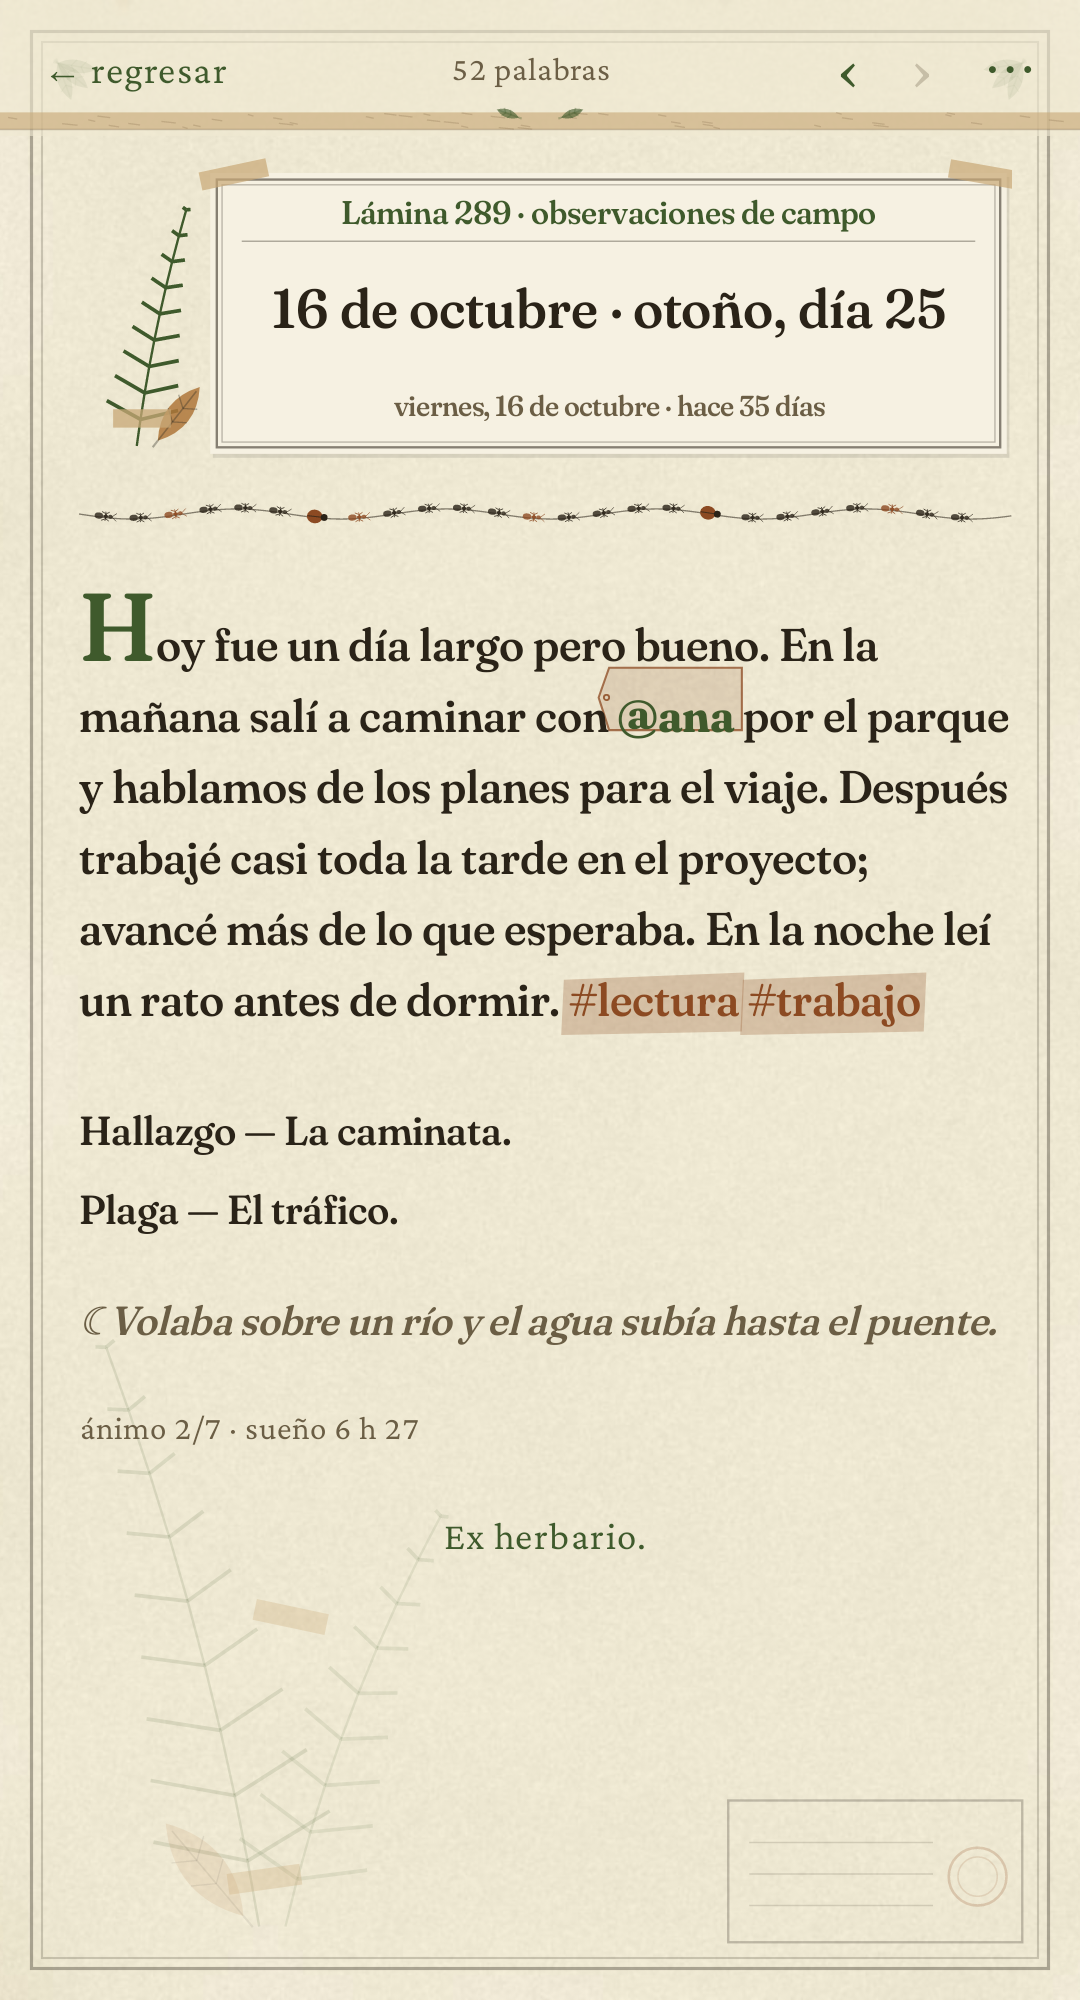 ← regresar
52 palabras
Lámina 289 · observaciones de campo
16 de octubre · otoño, día 25
viernes, 16 de octubre · hace 35 días
Hoy fue un día largo pero bueno. En la
mañana salí a caminar con @ana por el parque
y hablamos de los planes para el viaje. Después
trabajé casi toda la tarde en el proyecto;
avancé más de lo que esperaba. En la noche leí
un rato antes de dormir. #lectura #trabajo
Hallazgo — La caminata.
Plaga — El tráfico.
☾ Volaba sobre un río y el agua subía hasta el puente.
ánimo 2/7 · sueño 6 h 27
Ex herbario.